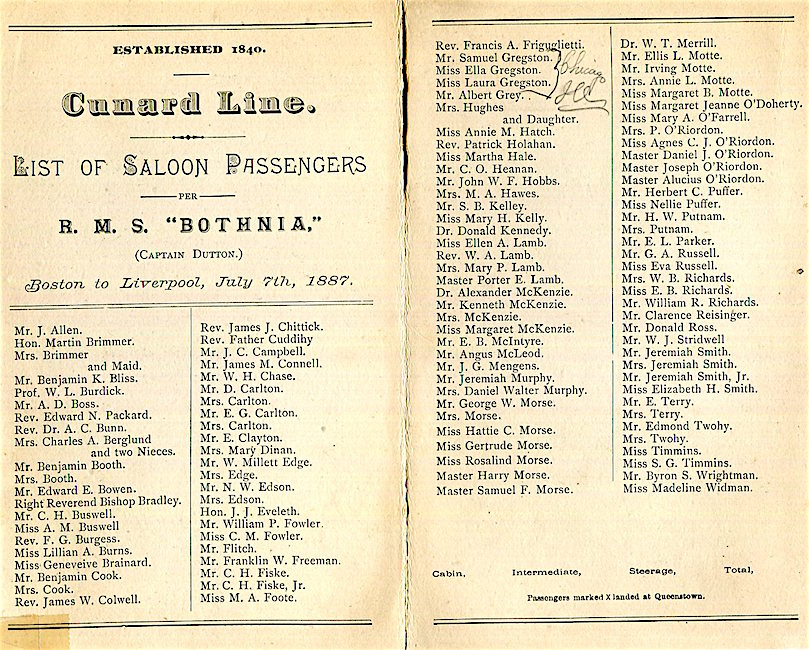 ESTABLISHED 1840.
Cunard Line.
LIST OF SALOON PASSENGERS
PER
R. M. S. "BOTHNIA,"
(CAPTAIN DUTTON.)
Boston to Liverpool, July 7th, 1887.
Mr. J. Allen.
Hon. Martin Brimmer.
Mrs. Brimmer
and Maid.
Mr. Benjamin K. Bliss.
Prof. W. L. Burdick.
Mr. A. D. Boss.
Rev. Edward N. Packard.
Rev. Dr. A. C. Bunn.
Mrs. Charles A. Berglund
and two Nieces.
Mr. Benjamin Booth.
Mrs. Booth.
Mr. Edward E. Bowen.
Right Reverend Bishop Bradley.
Mr. C. H. Buswell.
Miss A. M. Buswell
Rev. F. G. Burgess.
Miss Lillian A. Burns.
Miss Geneveive Brainard.
Mr. Benjamin Cook.
Mrs. Cook.
Rev. James W. Colwell.
Rev. James J. Chittick.
Rev. Father Cuddihy
Mr. J. C. Campbell.
Mr. James M. Connell.
Mr. W. H. Chase.
Mr. D. Carlton.
Mrs. Carlton.
Mr. E. G. Carlton.
Mrs. Carlton.
Mr. E. Clayton.
Mrs. Mary Dinan.
Mr. W. Millett Edge.
Mrs. Edge.
Mr. N. W. Edson.
Mrs. Edson.
Hon. J. J. Eveleth.
Mr. William P. Fowler.
Miss C. M. Fowler.
Mr. Flitch.
Mr. Franklin W. Freeman.
Mr. C. H. Fiske.
Mr. C. H. Fiske, Jr.
Miss M. A. Foote.
Rev. Francis A. Friguglietti.
Mr. Samuel Gregston.
Miss Ella Gregston.
Miss Laura Gregston.
Mr. Albert Grey.
Chicago
Ill
Mrs. Hughes
and Daughter.
Miss Annie M. Hatch.
Rev. Patrick Holahan.
Miss Martha Hale.
Mr. C. O. Heanan.
Mr. John W. F. Hobbs.
Mrs. M. A. Hawes.
Mr. S. B. Kelley.
Miss Mary H. Kelly.
Dr. Donald Kennedy.
Miss Ellen A. Lamb.
Rev. W. A. Lamb.
Mrs. Mary P. Lamb.
Master Porter E. Lamb.
Dr. Alexander McKenzie.
Mr. Kenneth McKenzie.
Mrs. McKenzie.
Miss Margaret McKenzie.
Mr. E. B. McIntyre.
Mr. Angus McLeod.
Mr. J. G. Mengens.
Mr. Jeremiah Murphy.
Mrs. Daniel Walter Murphy.
Mr. George W. Morse.
Mrs. Morse.
Miss Hattie C. Morse.
Miss Gertrude Morse.
Miss Rosalind Morse.
Master Harry Morse.
Master Samuel F. Morse.
Dr. W. T. Merrill.
Mr. Ellis L. Motte.
Mr. Irving Motte.
Mrs. Annie L. Motte.
Miss Margaret B. Motte.
Miss Margaret Jeanne O'Doherty.
Miss Mary A. O'Farrell.
Mrs. P. O'Riordon.
Miss Agnes C. J. O'Riordon.
Master Daniel J. O'Riordon.
Master Joseph O'Riordon.
Master Alucius O'Riordon.
Mr. Herbert C. Puffer.
Miss Nellie Puffer.
Mr. H. W. Putnam.
Mrs. Putnam.
Mr. E. L. Parker.
Mr. G. A. Russell.
Miss Eva Russell.
Mrs. W. B. Richards.
Miss E. B. Richards.
Mr. William R. Richards.
Mr. Clarence Reisinger.
Mr. Donald Ross.
Mr. W. J. Stridwell
Mr. Jeremiah Smith.
Mrs. Jeremiah Smith.
Mr. Jeremiah Smith, Jr.
Miss Elizabeth H. Smith.
Mr. E. Terry.
Mrs. Terry.
Mr. Edmond Twohy.
Mrs. Twohy.
Miss Timmins.
Miss S. G. Timmins.
Mr. Byron S. Wrightman.
Miss Madeline Widman.
Cabin, Intermediate, Steerage, Total,
Passengers marked X landed at Queenstown.